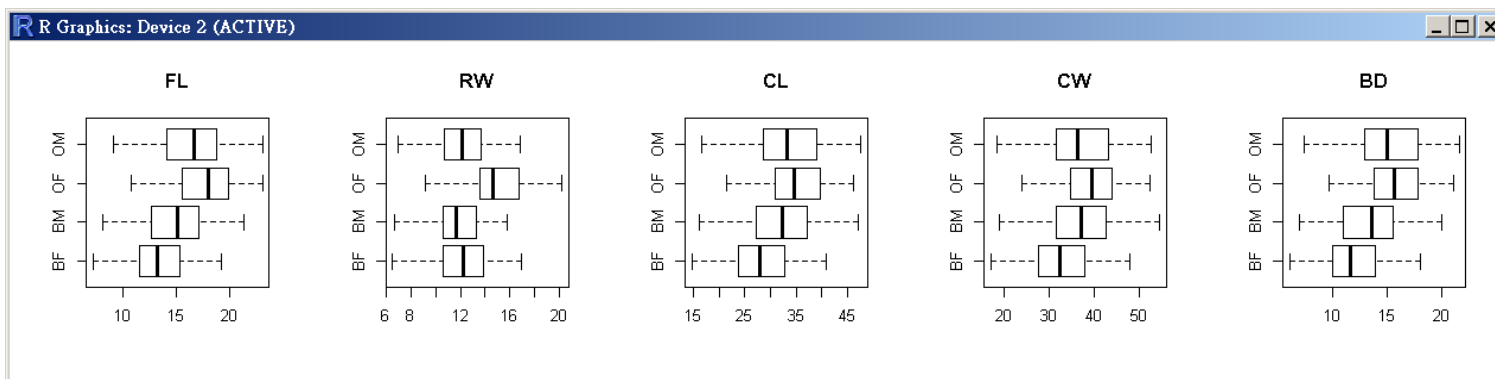 R Graphics: Device 2 (ACTIVE)
FL
OM
OF
BM
BF
10 15 20
RW
OM
OF
BM
BF
6 8 12 16 20
CL
OM
OF
BM
BF
15 25 35 45
CW
OM
OF
BM
BF
20 30 40 50
BD
OM
OF
BM
BF
10 15 20